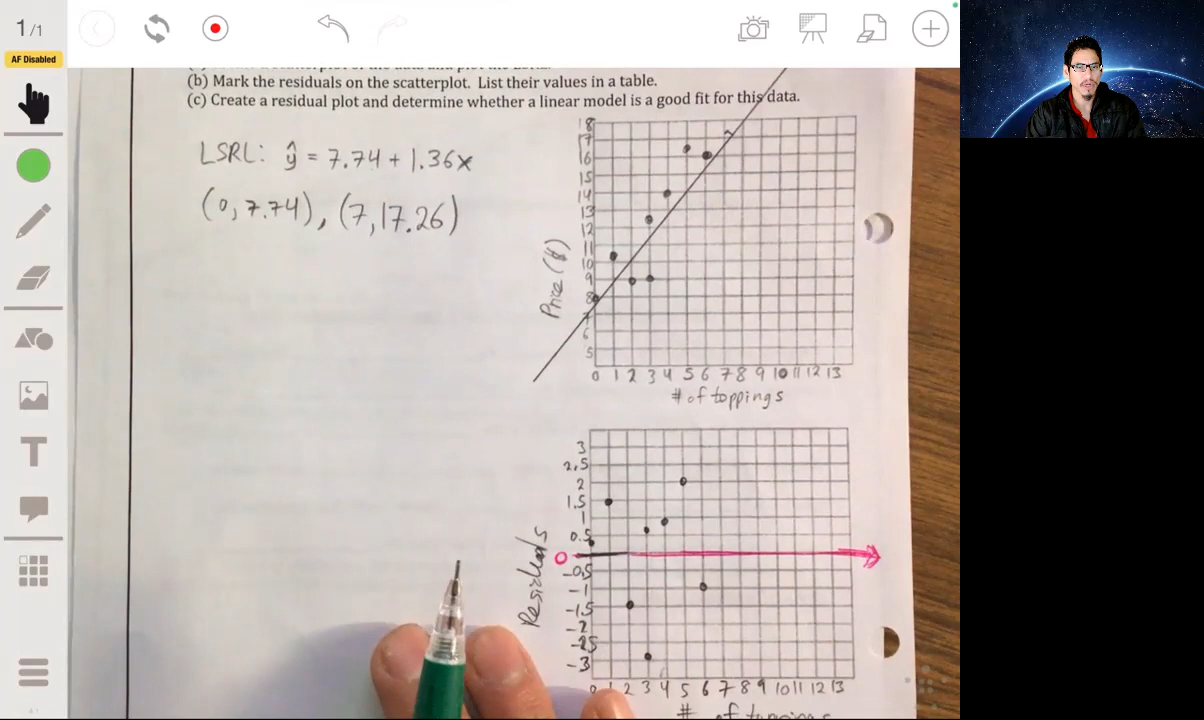 1/1
AF Disabled
(b) Mark the residuals on the scatterplot. List their values in a table.
(c) Create a residual plot and determine whether a linear model is a good fit for this data.
LSRL: ŷ = 7.74 + 1.36x
(0, 7.74), (7, 17.26)
Price ($)
18
17
16
15
14
13
12
11
10
9
8
7
6
5
0 1 2 3 4 5 6 7 8 9 10 11 12 13
# of toppings
Residuals
3
2.5
2
1.5
1
0.5
0
-0.5
-1
-1.5
-2
-2.5
-3
0 1 2 3 4 5 6 7 8 9 10 11 12 13
# of toppings
T